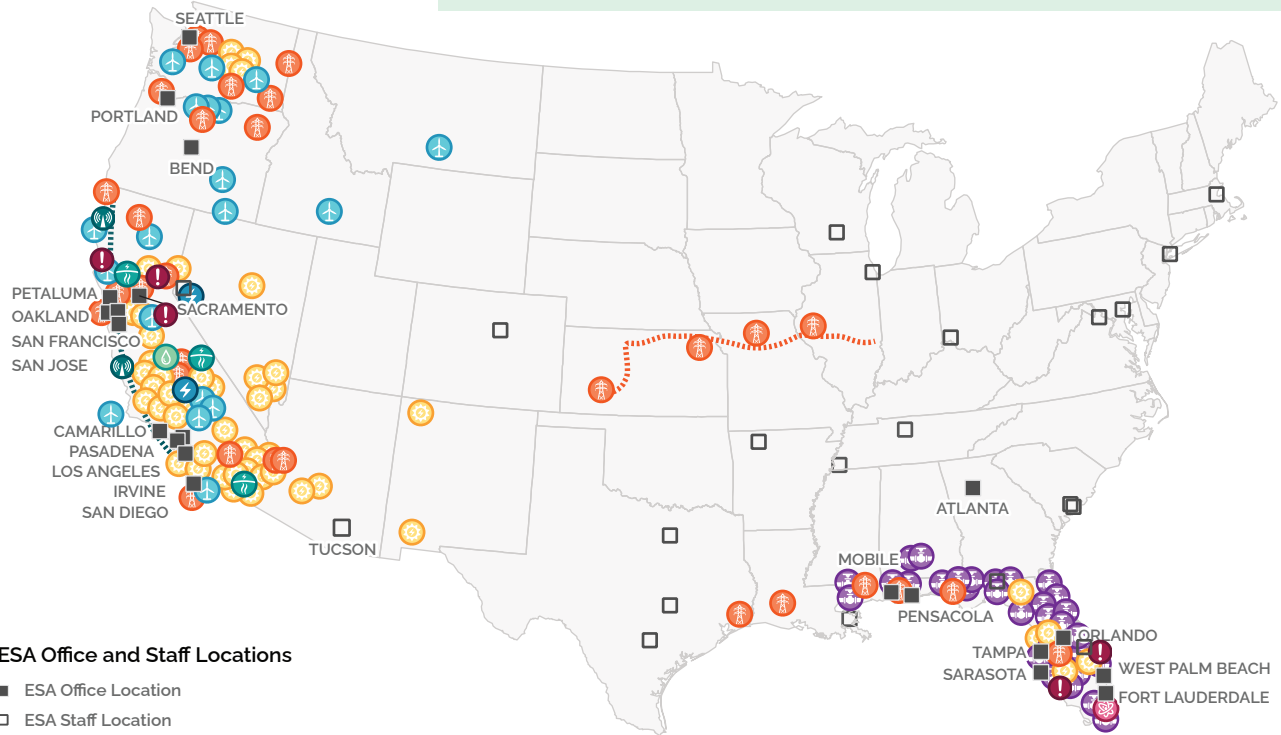 SEATTLE
PORTLAND
BEND
PETALUMA
SACRAMENTO
OAKLAND
SAN FRANCISCO
SAN JOSE
CAMARILLO
PASADENA
LOS ANGELES
IRVINE
SAN DIEGO
TUCSON
ATLANTA
MOBILE
PENSACOLA
ORLANDO
TAMPA
WEST PALM BEACH
SARASOTA
FORT LAUDERDALE
ESA Office and Staff Locations
ESA Office Location
ESA Staff Location